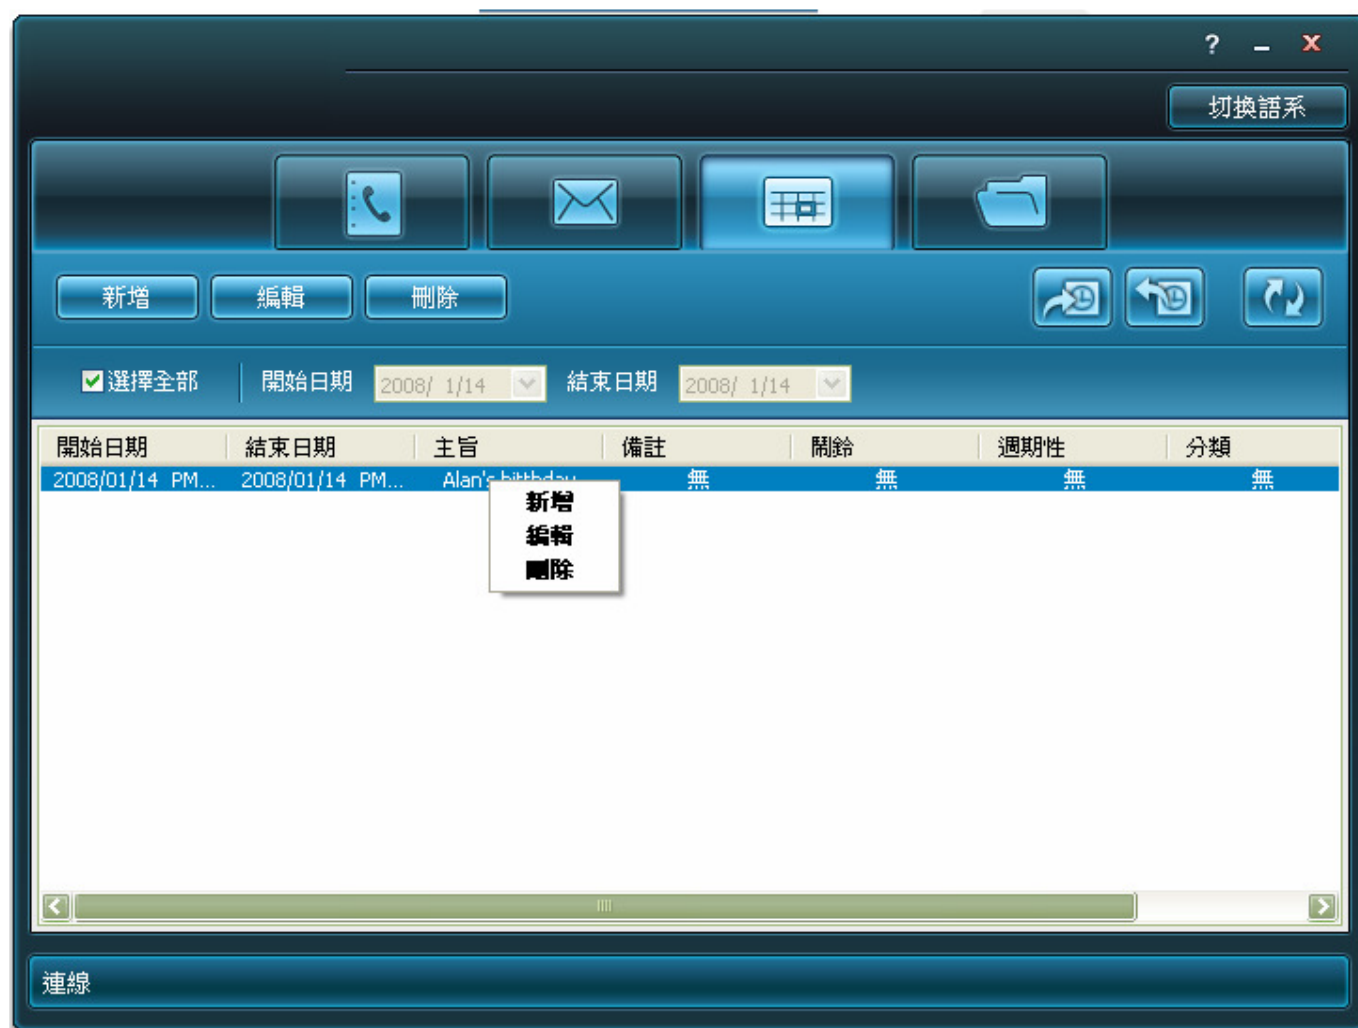 ?
切換語系
新增 編輯 刪除
選擇全部 開始日期 2008/ 1/14 結束日期 2008/ 1/14
開始日期 結束日期 主旨 備註 鬧鈴 週期性 分類
2008/01/14 PM... 2008/01/14 PM... Alan's bitthday 無 無 無 無
新增
編輯
刪除
連線